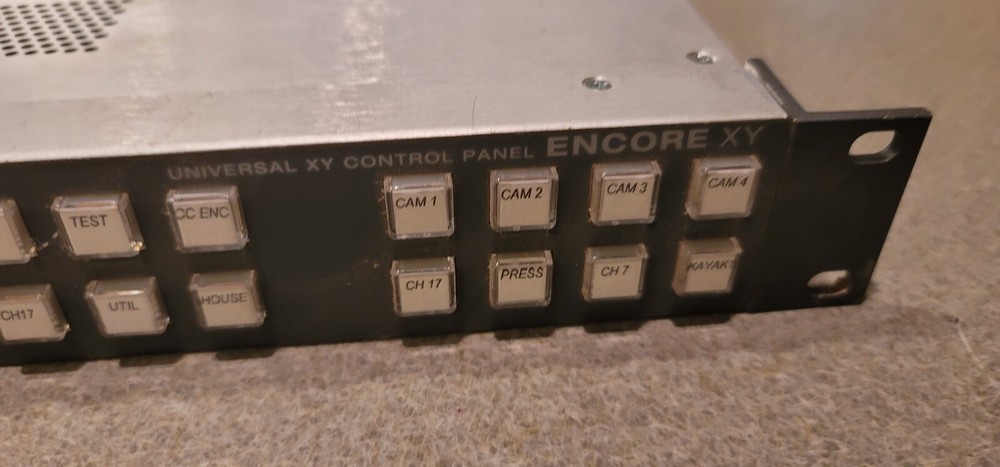 UNIVERSAL XY CONTROL PANEL ENCORE XY
TEST CC ENC CAM 1 CAM 2 CAM 3 CAM 4
CH17 UTIL HOUSE CH 17 PRESS CH 7